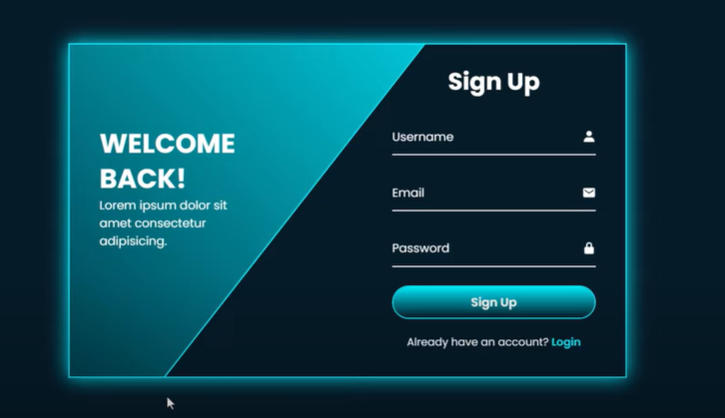 WELCOME
BACK!
Lorem ipsum dolor sit
amet consectetur
adipisicing.
Sign Up
Username
Email
Password
Sign Up
Already have an account? Login